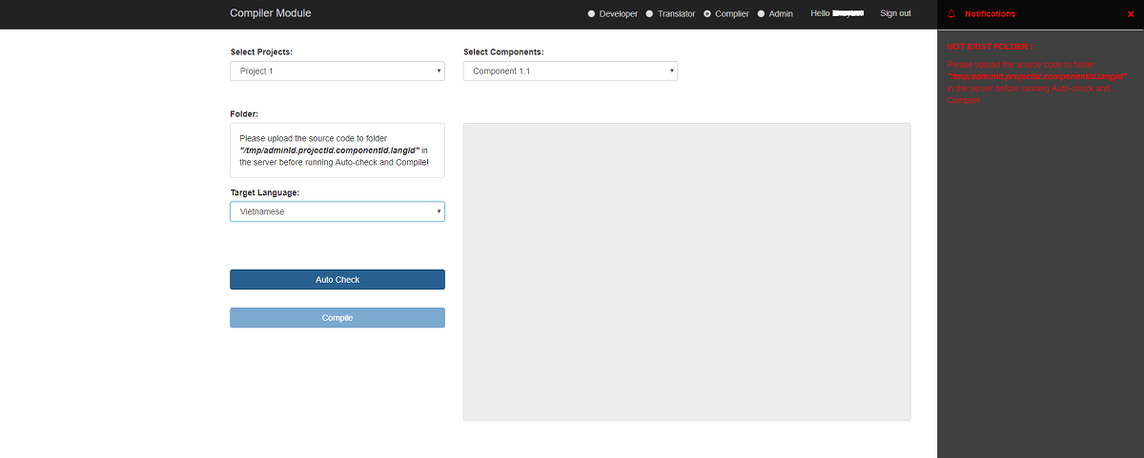 Compiler Module
Developer Translator Complier Admin Hello Sign out
Notifications
Select Projects:
Project 1
Select Components:
Component 1.1
Folder:
Please upload the source code to folder
"/tmp/adminId.projectId.componentId.langId" in
the server before running Auto-check and Compile!
Target Language:
Vietnamese
Auto Check
Compile
NOT EIXST FOLDER !
Please upload the source code to folder
"/tmp/adminId.projectId.componentId.langId"
in the server before running Auto-check and
Compile!